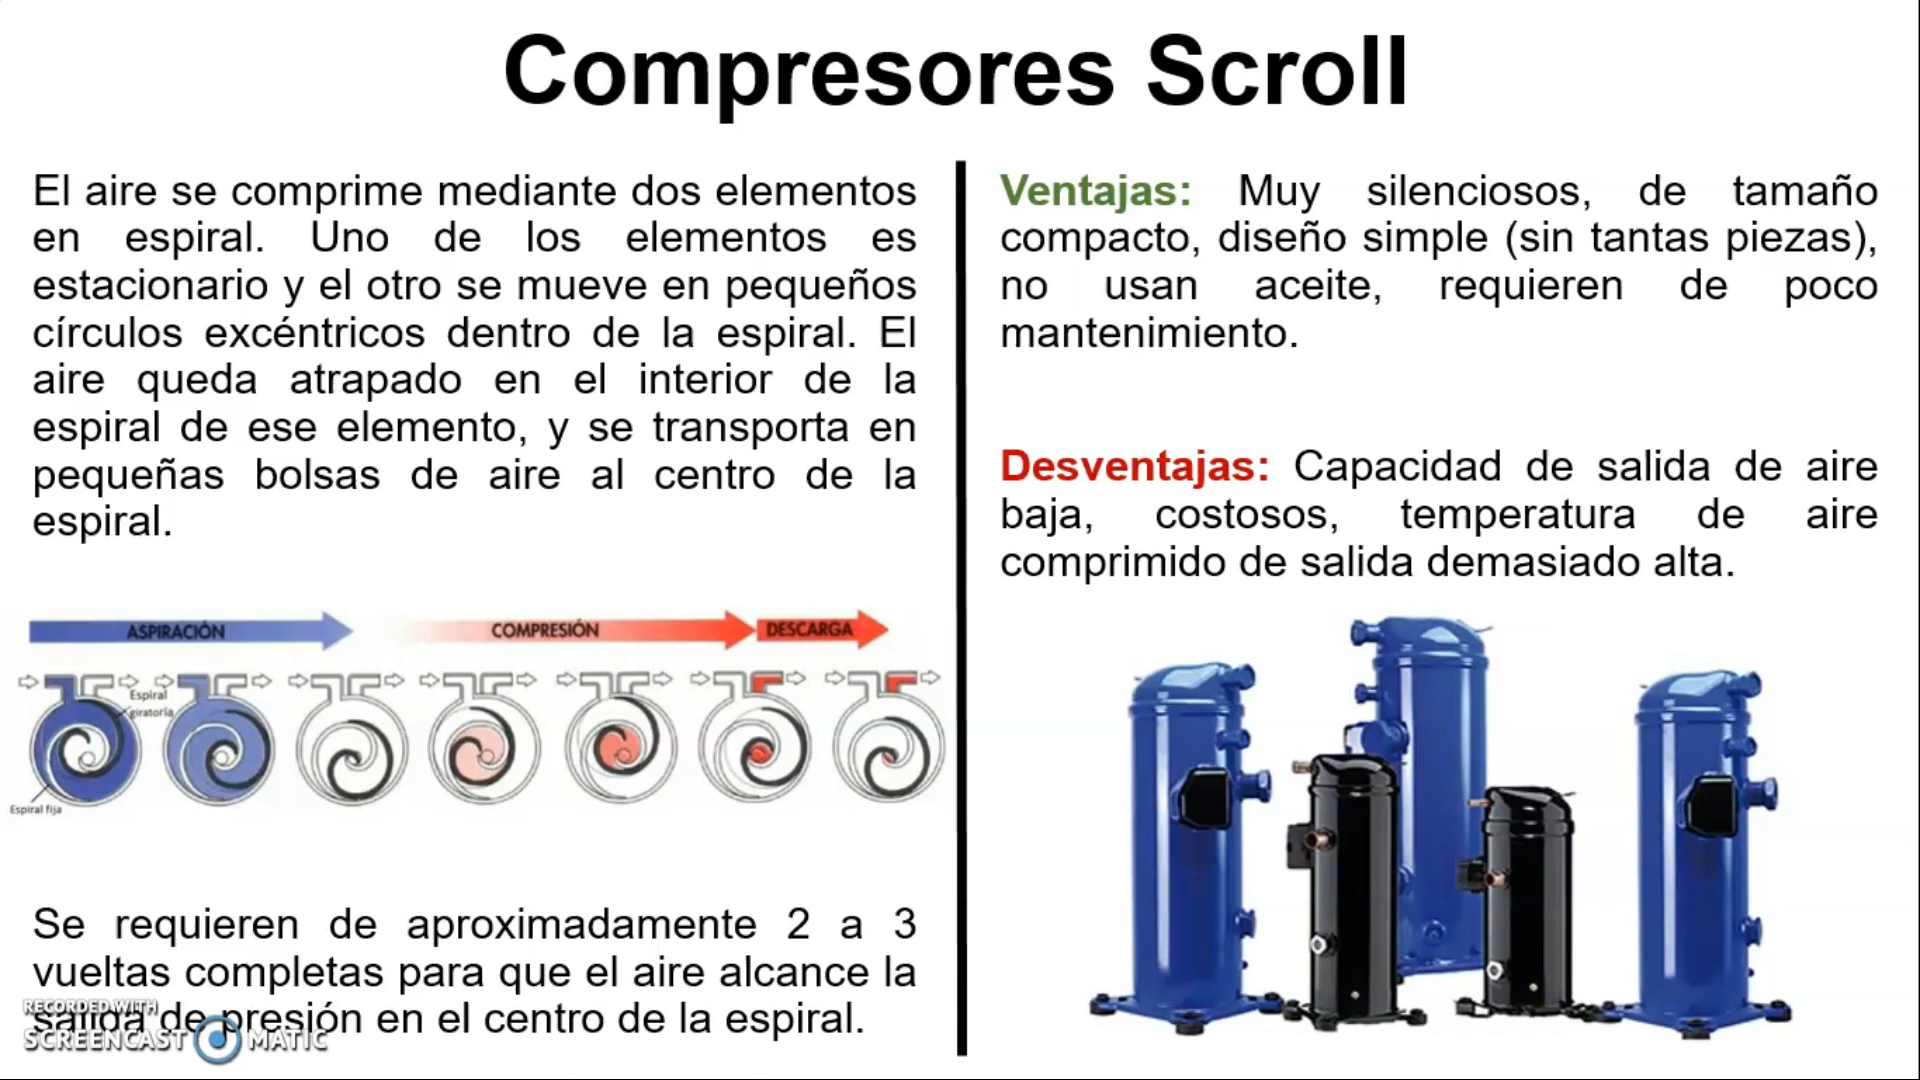 Compresores Scroll
El aire se comprime mediante dos elementos
en espiral. Uno de los elementos es
estacionario y el otro se mueve en pequeños
círculos excéntricos dentro de la espiral. El
aire queda atrapado en el interior de la
espiral de ese elemento, y se transporta en
pequeñas bolsas de aire al centro de la
espiral.
ASPIRACIÓN
COMPRESIÓN
DESCARGA
Espiral
giratoria
Espiral fija
Se requieren de aproximadamente 2 a 3
vueltas completas para que el aire alcance la
salida de presión en el centro de la espiral.
RECORDED WITH
SCREENCAST MATIC
Ventajas: Muy silenciosos, de tamaño
compacto, diseño simple (sin tantas piezas),
no usan aceite, requieren de poco
mantenimiento.
Desventajas: Capacidad de salida de aire
baja, costosos, temperatura de aire
comprimido de salida demasiado alta.